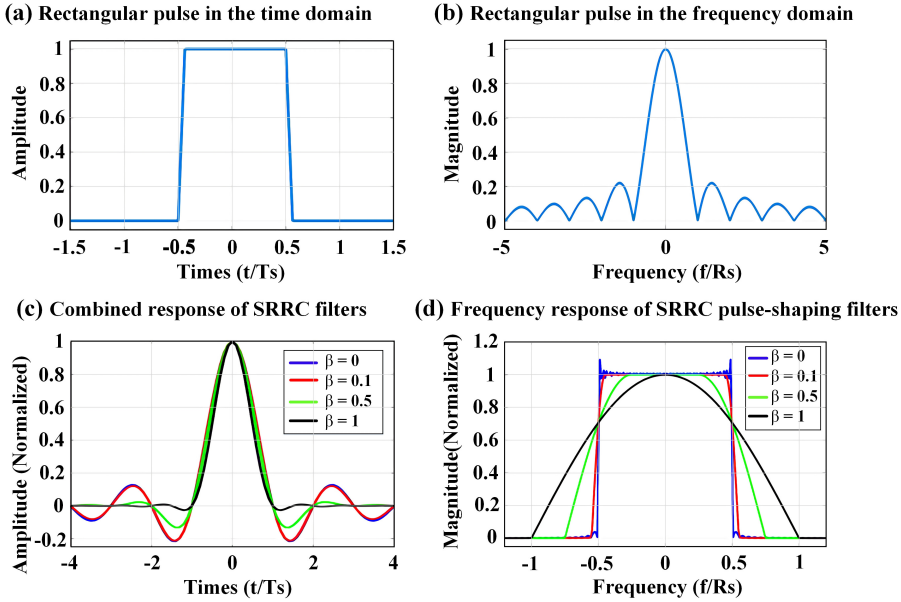 (a) Rectangular pulse in the time domain
Amplitude
1
0.8
0.6
0.4
0.2
0
-1.5 -1 -0.5 0 0.5 1 1.5
Times (t/Ts)
(b) Rectangular pulse in the frequency domain
Magnitude
1
0.8
0.6
0.4
0.2
0
-5 0 5
Frequency (f/Rs)
(c) Combined response of SRRC filters
Amplitude (Normalized)
1
0.8
0.6
0.4
0.2
0
-0.2
-4 -2 0 2 4
Times (t/Ts)
β = 0
β = 0.1
β = 0.5
β = 1
(d) Frequency response of SRRC pulse-shaping filters
Magnitude(Normalized)
1.2
1
0.8
0.6
0.4
0.2
0
-1 -0.5 0 0.5 1
Frequency (f/Rs)
β = 0
β = 0.1
β = 0.5
β = 1